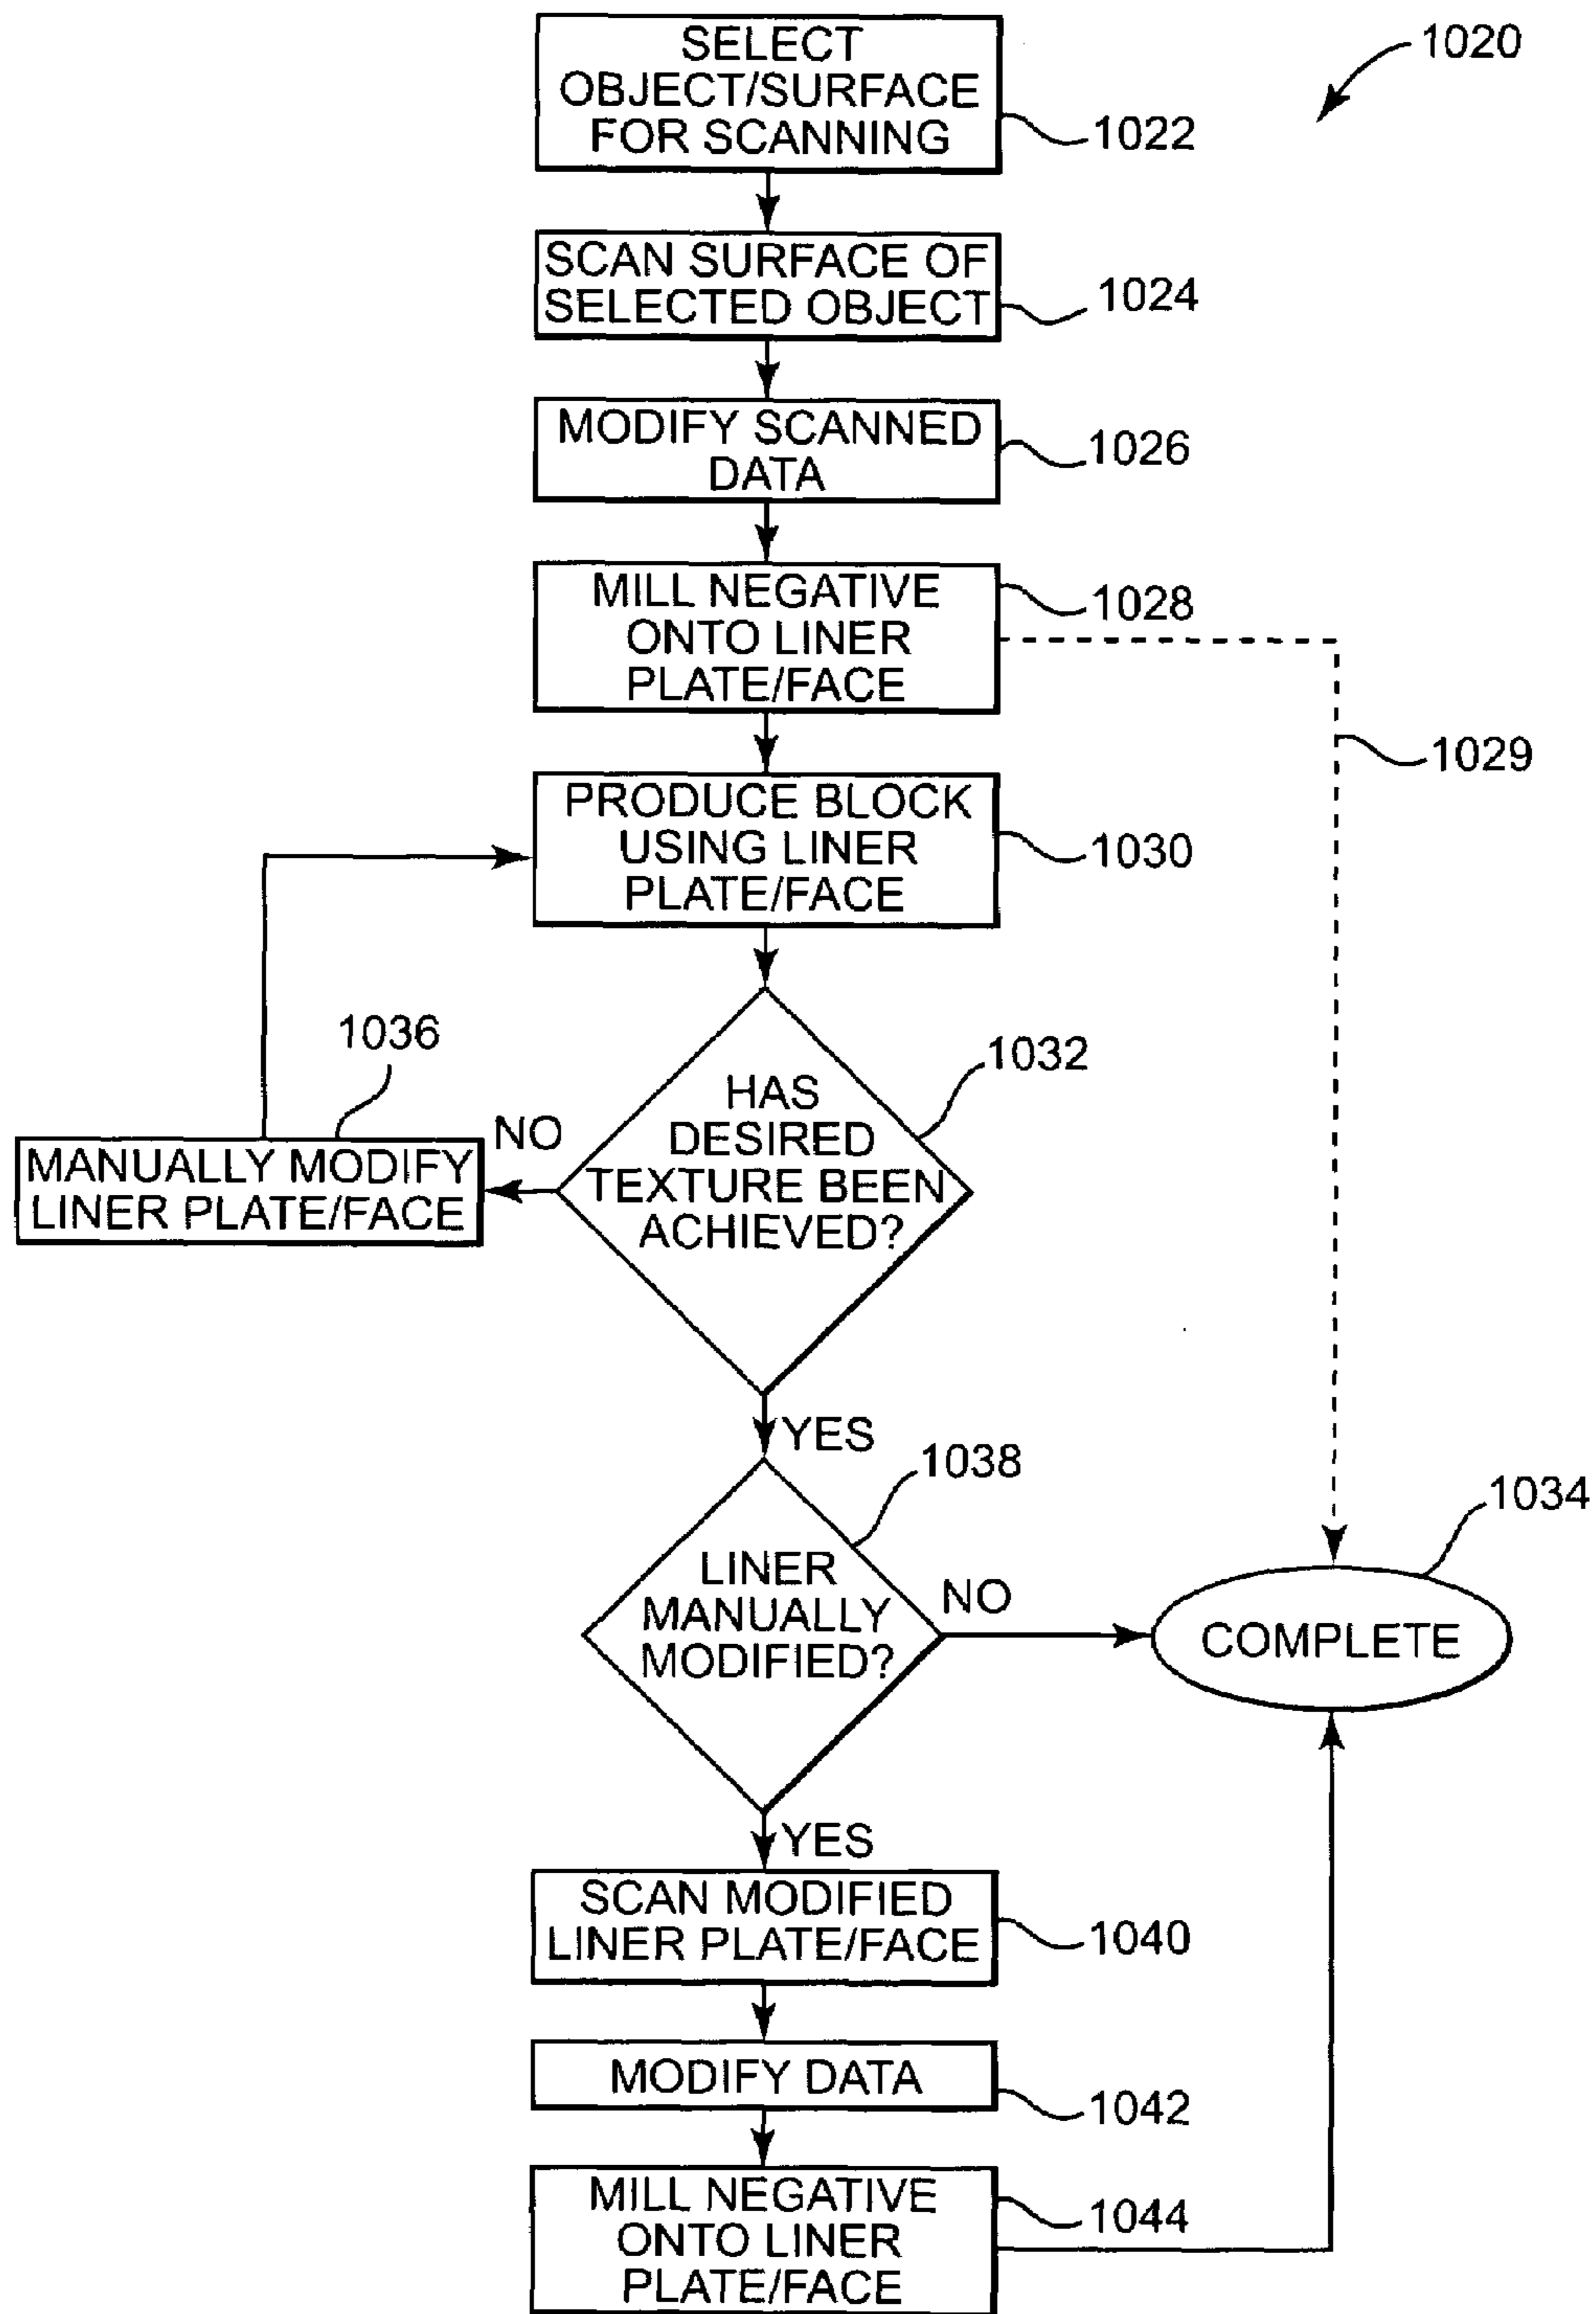 SELECT
OBJECT/SURFACE
FOR SCANNING
1020
1022
SCAN SURFACE OF
SELECTED OBJECT
1024
MODIFY SCANNED
DATA
1026
MILL NEGATIVE
ONTO LINER
PLATE/FACE
1028
1029
PRODUCE BLOCK
USING LINER
PLATE/FACE
1030
1036
1032
HAS
DESIRED
TEXTURE BEEN
ACHIEVED?
NO
MANUALLY MODIFY
LINER PLATE/FACE
YES
1038
1034
LINER
MANUALLY
MODIFIED?
NO
COMPLETE
YES
SCAN MODIFIED
LINER PLATE/FACE
1040
MODIFY DATA
1042
MILL NEGATIVE
ONTO LINER
PLATE/FACE
1044